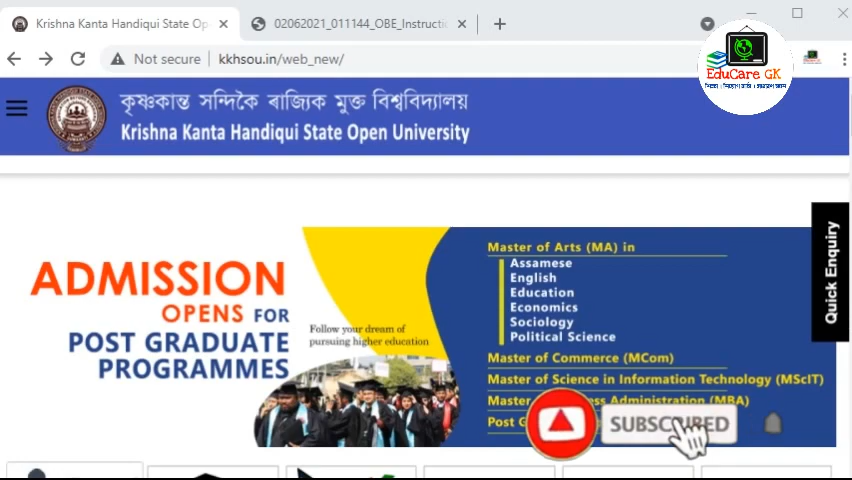 Krishna Kanta Handiqui State Op
02062021_011144_OBE_Instructi
Not secure
kkhsou.in/web_new/
EduCare GK
কৃষ্ণকান্ত সন্দিকৈ ৰাজ্যিক মুক্ত বিশ্ববিদ্যালয়
Krishna Kanta Handiqui State Open University
ADMISSION
OPENS FOR
POST GRADUATE
PROGRAMMES
Follow your dream of
pursuing higher education
Master of Arts (MA) in
Assamese
English
Education
Economics
Sociology
Political Science
Master of Commerce (MCom)
Master of Science in Information Technology (MScIT)
Master Administration (MBA)
Post
SUBSCRIBED
Quick Enquiry